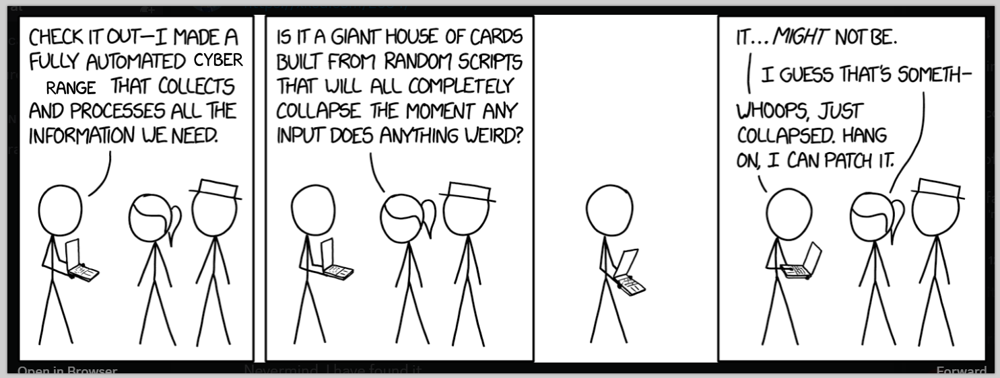 CHECK IT OUT—I MADE A
FULLY AUTOMATED CYBER
RANGE THAT COLLECTS
AND PROCESSES ALL THE
INFORMATION WE NEED.
IS IT A GIANT HOUSE OF CARDS
BUILT FROM RANDOM SCRIPTS
THAT WILL ALL COMPLETELY
COLLAPSE THE MOMENT ANY
INPUT DOES ANYTHING WEIRD?
IT... MIGHT NOT BE.
I GUESS THAT'S SOMETH—
WHOOPS, JUST
COLLAPSED. HANG
ON, I CAN PATCH IT.
Open in Browser
Nevermind, I have found it
Forward